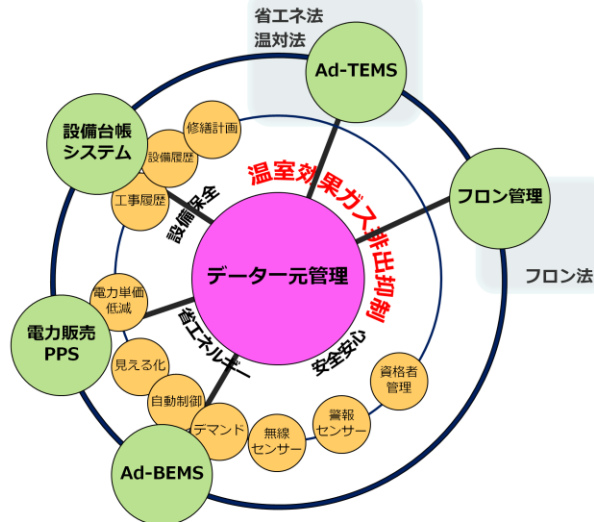 省エネ法
温対法
Ad-TEMS
設備台帳
システム
修繕計画
設備履歴
工事履歴
設備保全
温室効果ガス排出抑制
フロン管理
フロン法
データ一元管理
電力単価
低減
電力販売
PPS
省エネルギー
安全安心
見える化
自動制御
デマンド
無線
センサー
警報
センサー
資格者
管理
Ad-BEMS